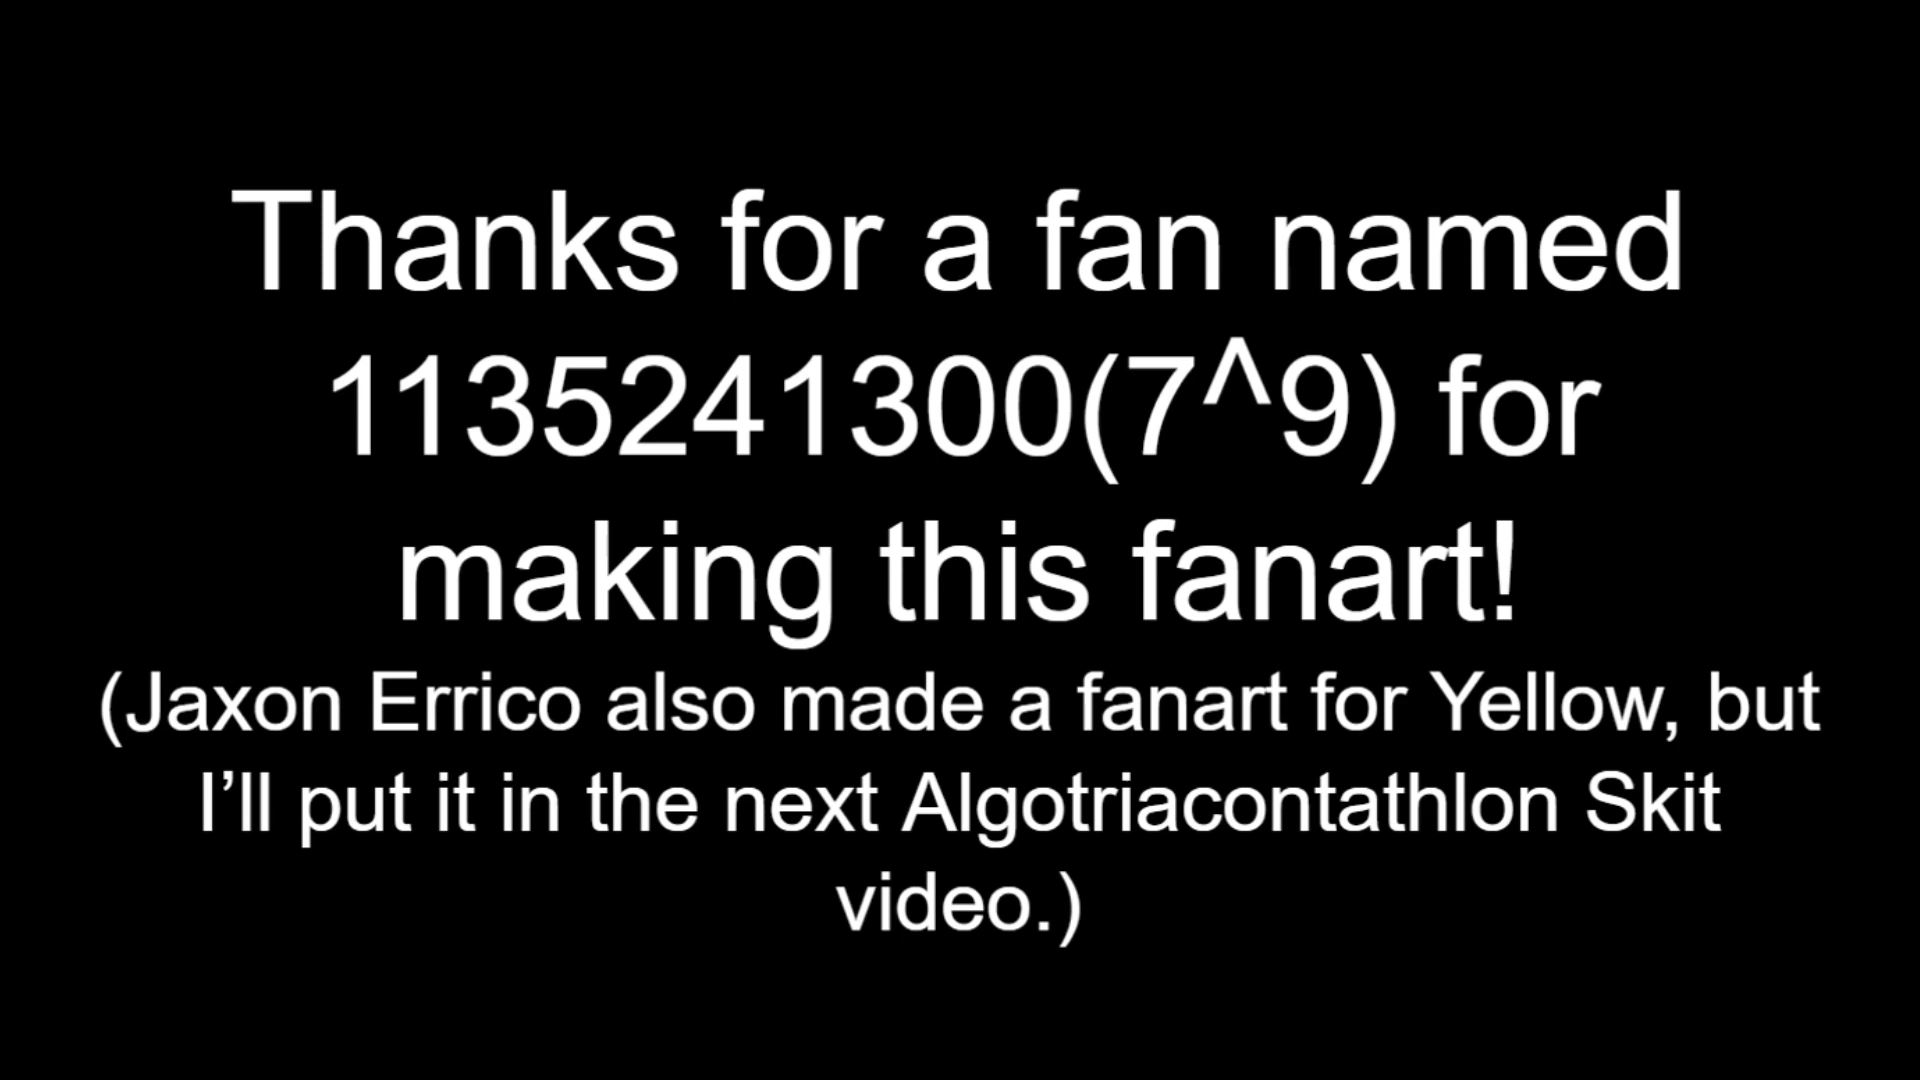 Thanks for a fan named
1135241300(7^9) for
making this fanart!
(Jaxon Errico also made a fanart for Yellow, but
I’ll put it in the next Algotriacontathlon Skit
video.)